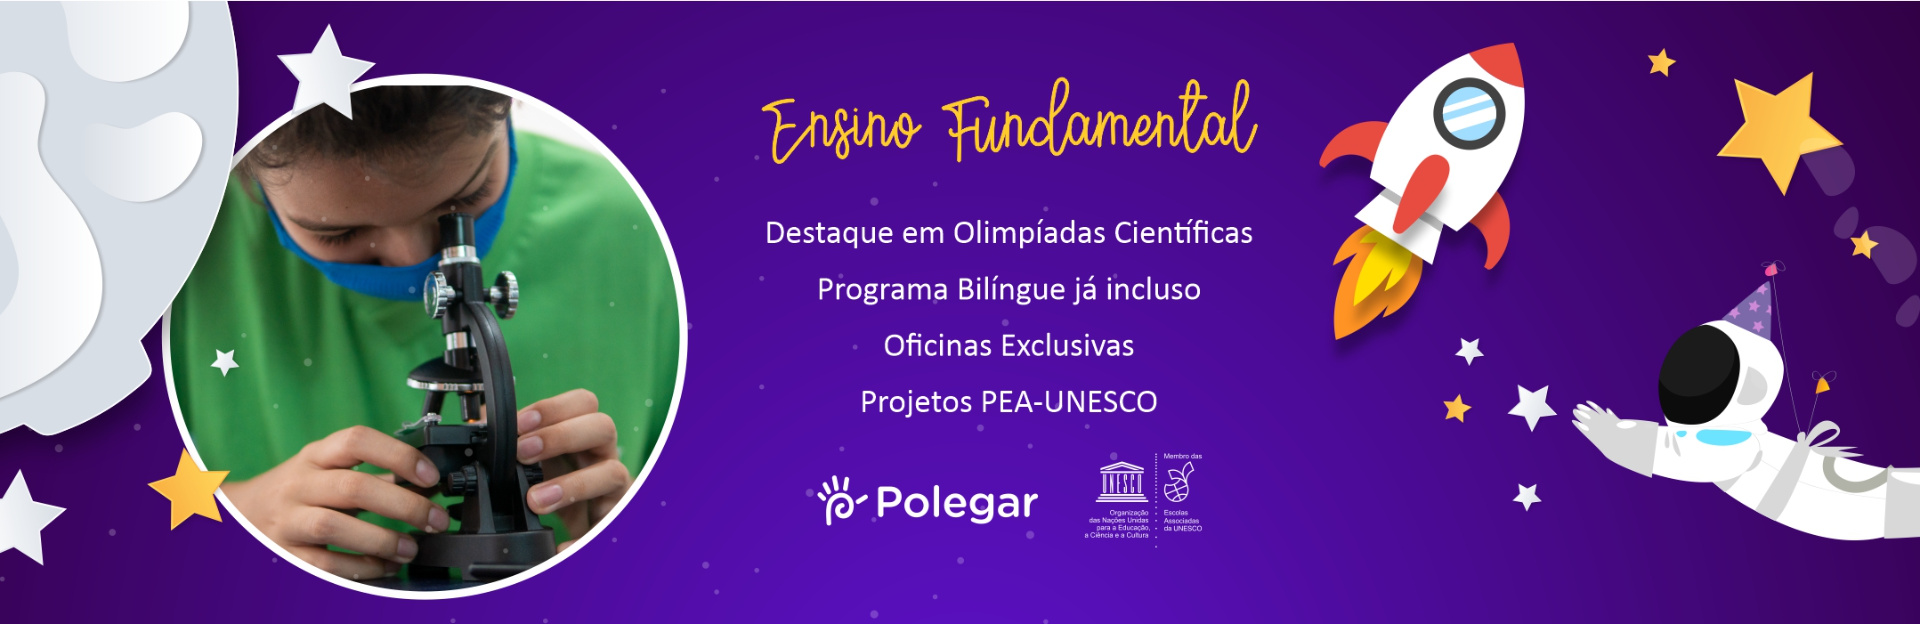 Ensino Fundamental
Destaque em Olimpíadas Científicas
Programa Bilíngue já incluso
Oficinas Exclusivas
Projetos PEA-UNESCO
Polegar
UNESCO
Organização
das Nações Unidas
para a Educação,
a Ciência e a Cultura
Membro das
Escolas
Associadas
da UNESCO